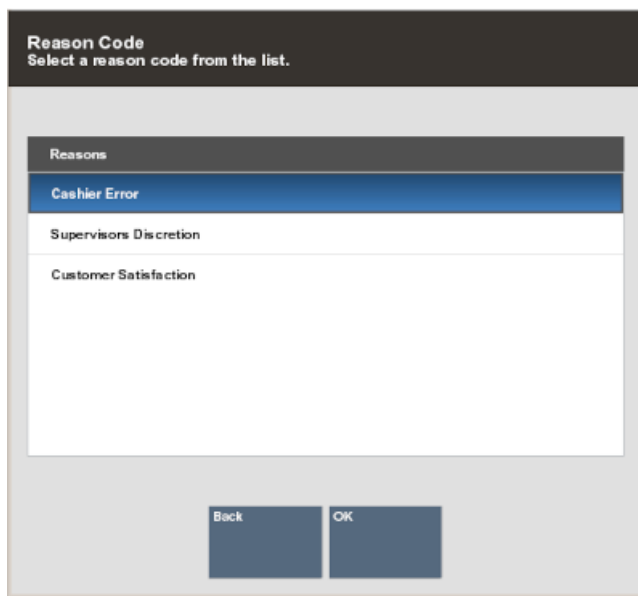 Reason Code
Select a reason code from the list.
Reasons
Cashier Error
Supervisors Discretion
Customer Satisfaction
Back
OK